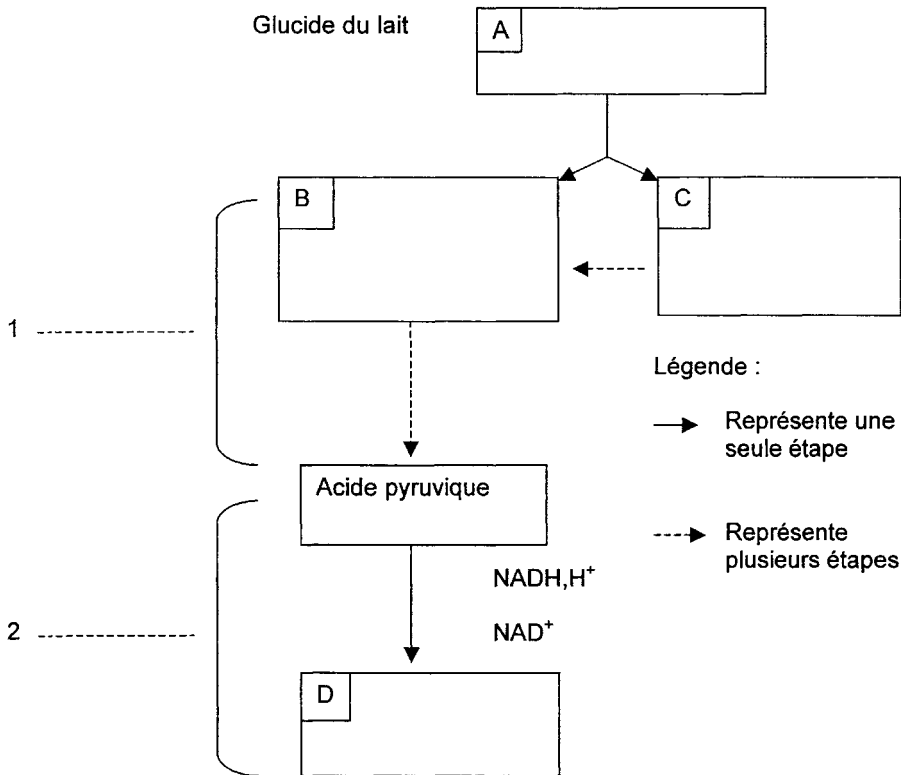 Glucide du lait
A
B
C
1
Légende :
Représente une
seule étape
Acide pyruvique
Représente
plusieurs étapes
NADH,H⁺
2
NAD⁺
D